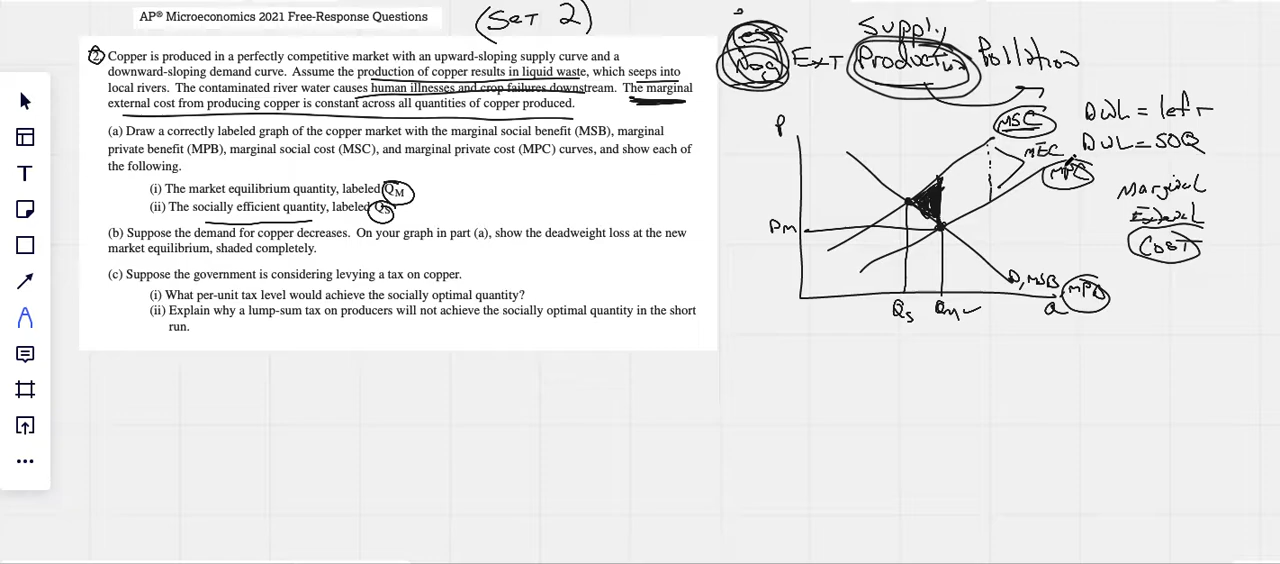 AP® Microeconomics 2021 Free-Response Questions
(Set 2)
2. Copper is produced in a perfectly competitive market with an upward-sloping supply curve and a
downward-sloping demand curve. Assume the production of copper results in liquid waste, which seeps into
local rivers. The contaminated river water causes human illnesses and crop failures downstream. The marginal
external cost from producing copper is constant across all quantities of copper produced.
(a) Draw a correctly labeled graph of the copper market with the marginal social benefit (MSB), marginal
private benefit (MPB), marginal social cost (MSC), and marginal private cost (MPC) curves, and show each of
the following.
(i) The market equilibrium quantity, labeled QM
(ii) The socially efficient quantity, labeled QS
(b) Suppose the demand for copper decreases. On your graph in part (a), show the deadweight loss at the new
market equilibrium, shaded completely.
(c) Suppose the government is considering levying a tax on copper.
(i) What per-unit tax level would achieve the socially optimal quantity?
(ii) Explain why a lump-sum tax on producers will not achieve the socially optimal quantity in the short
run.
Supply
Less
Neg Ext Production Pollution
P
MSC
MEC
MPC
DWL = left
DWL = SOQ
Marginal
External
Cost
PM
D, MSB, MPB
Qs QM Q